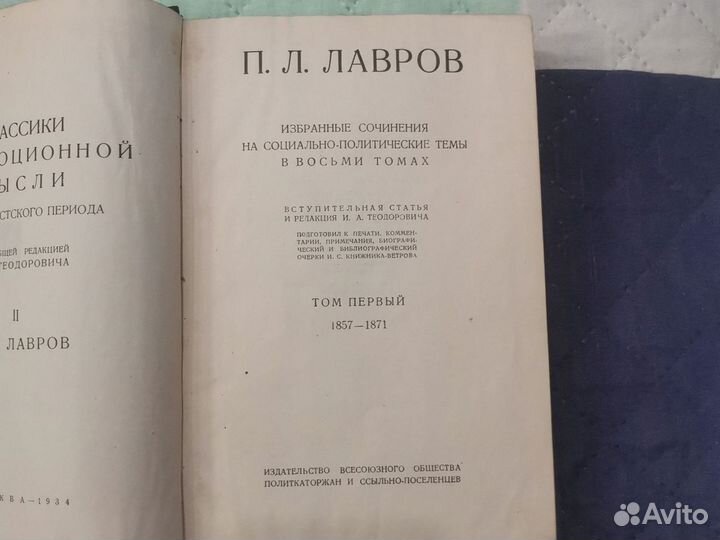 АССИКИ
ОЦИОННОЙ
ЫСЛИ
СТСКОГО ПЕРИОДА
БЩЕЙ РЕДАКЦИЕЙ
ТЕОДОРОВИЧА
II
ЛАВРОВ
КВА—1934
П. Л. ЛАВРОВ
ИЗБРАННЫЕ СОЧИНЕНИЯ
НА СОЦИАЛЬНО-ПОЛИТИЧЕСКИЕ ТЕМЫ
В ВОСЬМИ ТОМАХ
ВСТУПИТЕЛЬНАЯ СТАТЬЯ
И РЕДАКЦИЯ И. А. ТЕОДОРОВИЧА
ПОДГОТОВИЛ К ПЕЧАТИ, КОММЕН-
ТАРИИ, ПРИМЕЧАНИЯ, БИОГРАФИ-
ЧЕСКИЙ И БИБЛИОГРАФИЧЕСКИЙ
ОЧЕРКИ И. С. КНИЖНИКА-ВЕТРОВА
ТОМ ПЕРВЫЙ
1857—1871
ИЗДАТЕЛЬСТВО ВСЕСОЮЗНОГО ОБЩЕСТВА
ПОЛИТКАТОРЖАН И ССЫЛЬНО-ПОСЕЛЕНЦЕВ
Avito